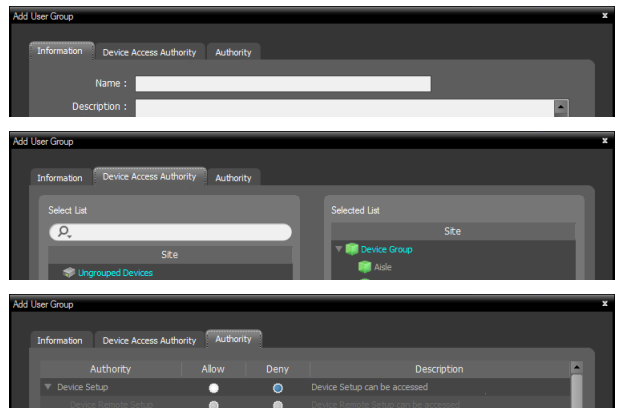 Add User Group x
Information Device Access Authority Authority
Name :
Description :
Add User Group x
Information Device Access Authority Authority
Select List Selected List
Site
Site
Device Group
Ungrouped Devices
Aisle
Add User Group x
Information Device Access Authority Authority
Authority Allow Deny Description
Device Setup Device Setup can be accessed
Device Remote Setup Device Remote Setup can be accessed